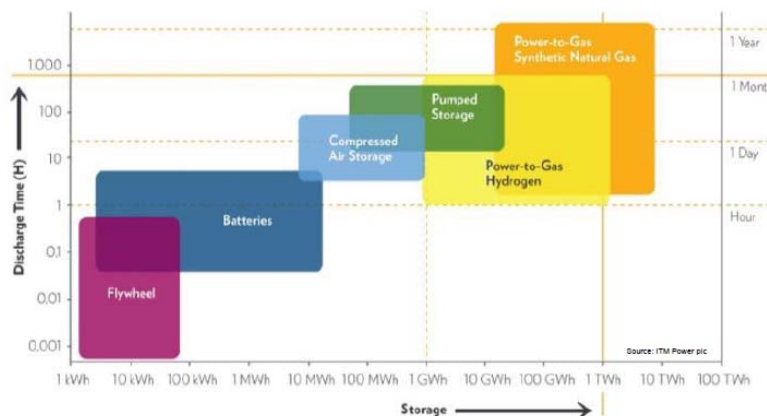 Power-to-Gas
Synthetic Natural Gas
1 Year
1.000
1 Mont
Pumped
Storage
100
Compressed
Air Storage
1 Day
10
Power-to-Gas
Hydrogen
1
Hour
Batteries
0,1
Flywheel
0,01
0.001
Discharge Time (H)
Source: ITM Power plc
1 kWh
10 kWh
100 kWh
1 MWh
10 MWh
100 MWh
1 GWh
10 GWh
100 GWh
1 TWh
10 TWh
100 TWh
Storage